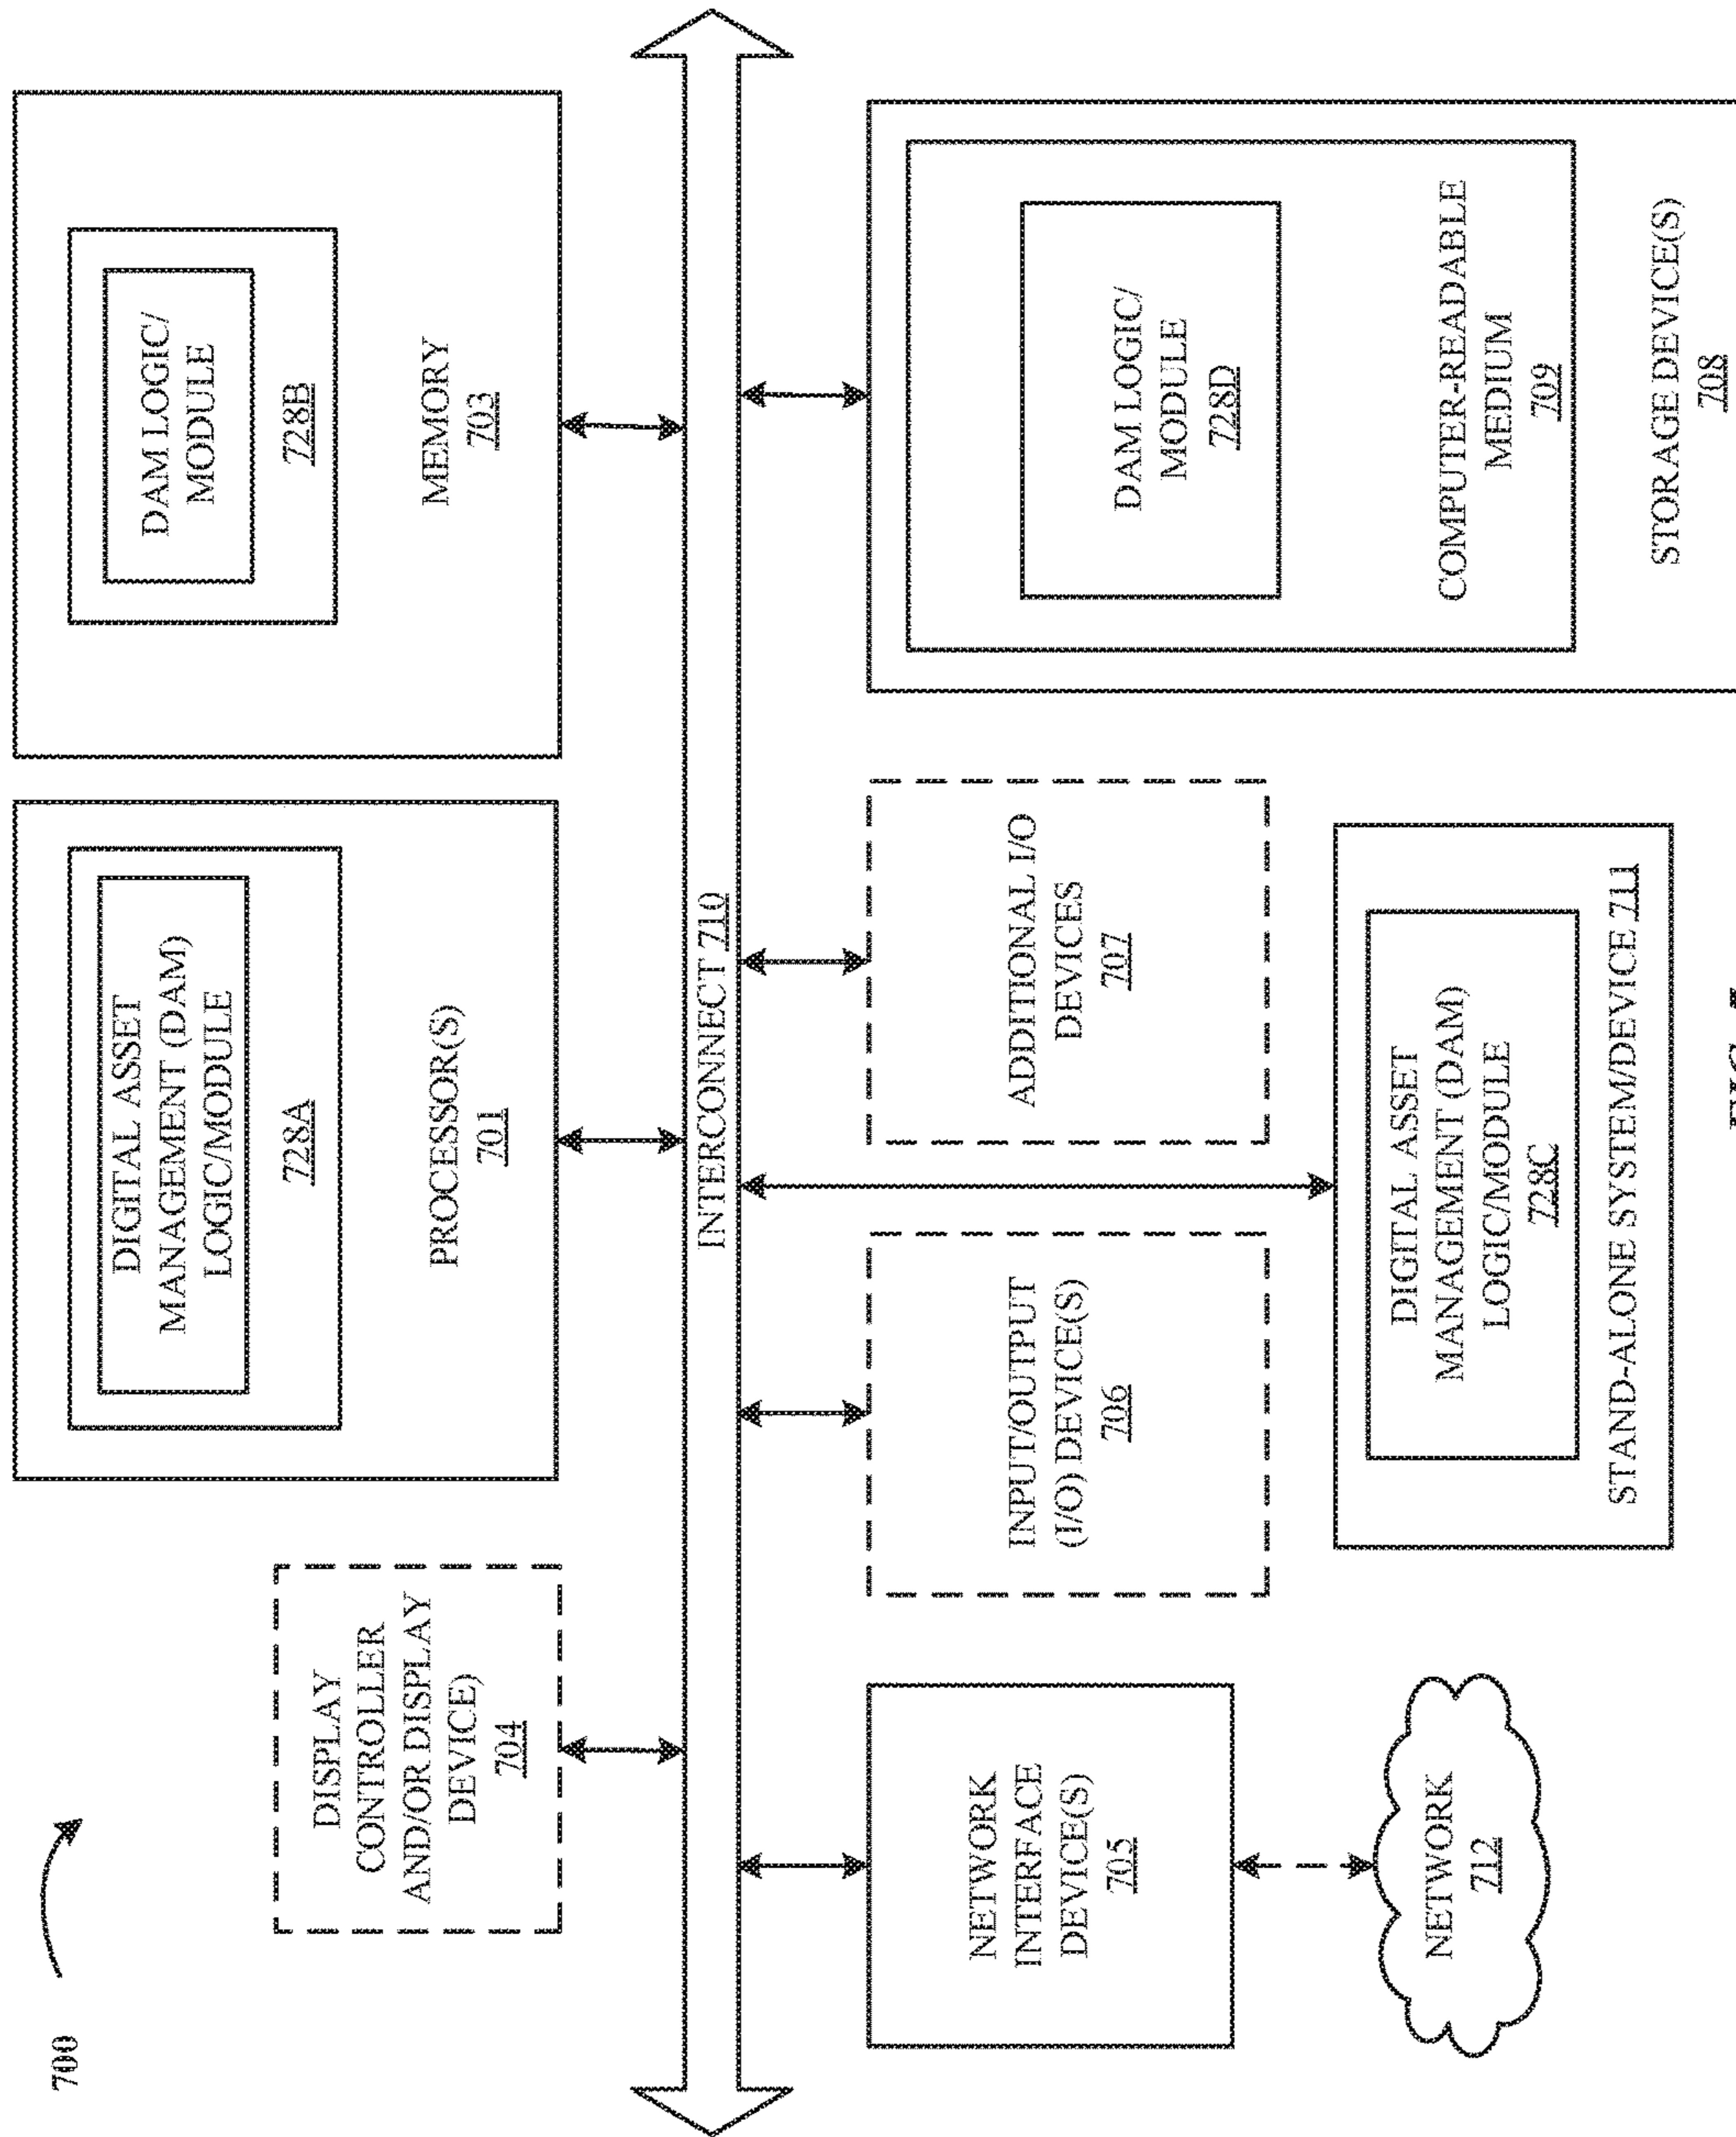 700
DISPLAY
CONTROLLER
AND/OR DISPLAY
DEVICE)
704
DIGITAL ASSET
MANAGEMENT (DAM)
LOGIC/MODULE
728A
PROCESSOR(S)
701
DAM LOGIC/
MODULE
728B
MEMORY
703
INTERCONNECT 710
NETWORK
INTERFACE
DEVICE(S)
705
NETWORK
712
INPUT/OUTPUT
(I/O) DEVICE(S)
706
ADDITIONAL I/O
DEVICES
707
DIGITAL ASSET
MANAGEMENT (DAM)
LOGIC/MODULE
728C
STAND-ALONE SYSTEM/DEVICE 711
DAM LOGIC/
MODULE
728D
COMPUTER-READABLE
MEDIUM
709
STORAGE DEVICE(S)
708